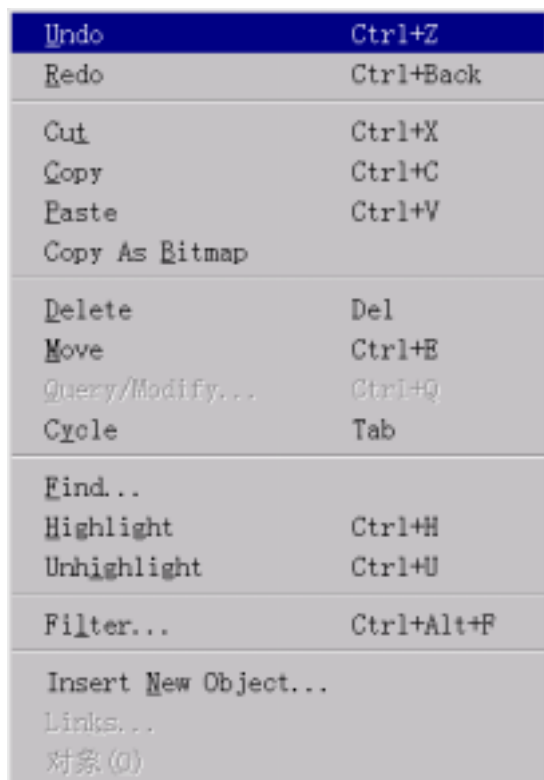 Undo Ctrl+Z
Redo Ctrl+Back
Cut Ctrl+X
Copy Ctrl+C
Paste Ctrl+V
Copy As Bitmap
Delete Del
Move Ctrl+E
Query/Modify... Ctrl+Q
Cycle Tab
Find...
Highlight Ctrl+H
Unhighlight Ctrl+U
Filter... Ctrl+Alt+F
Insert New Object...
Links...
对象(O)